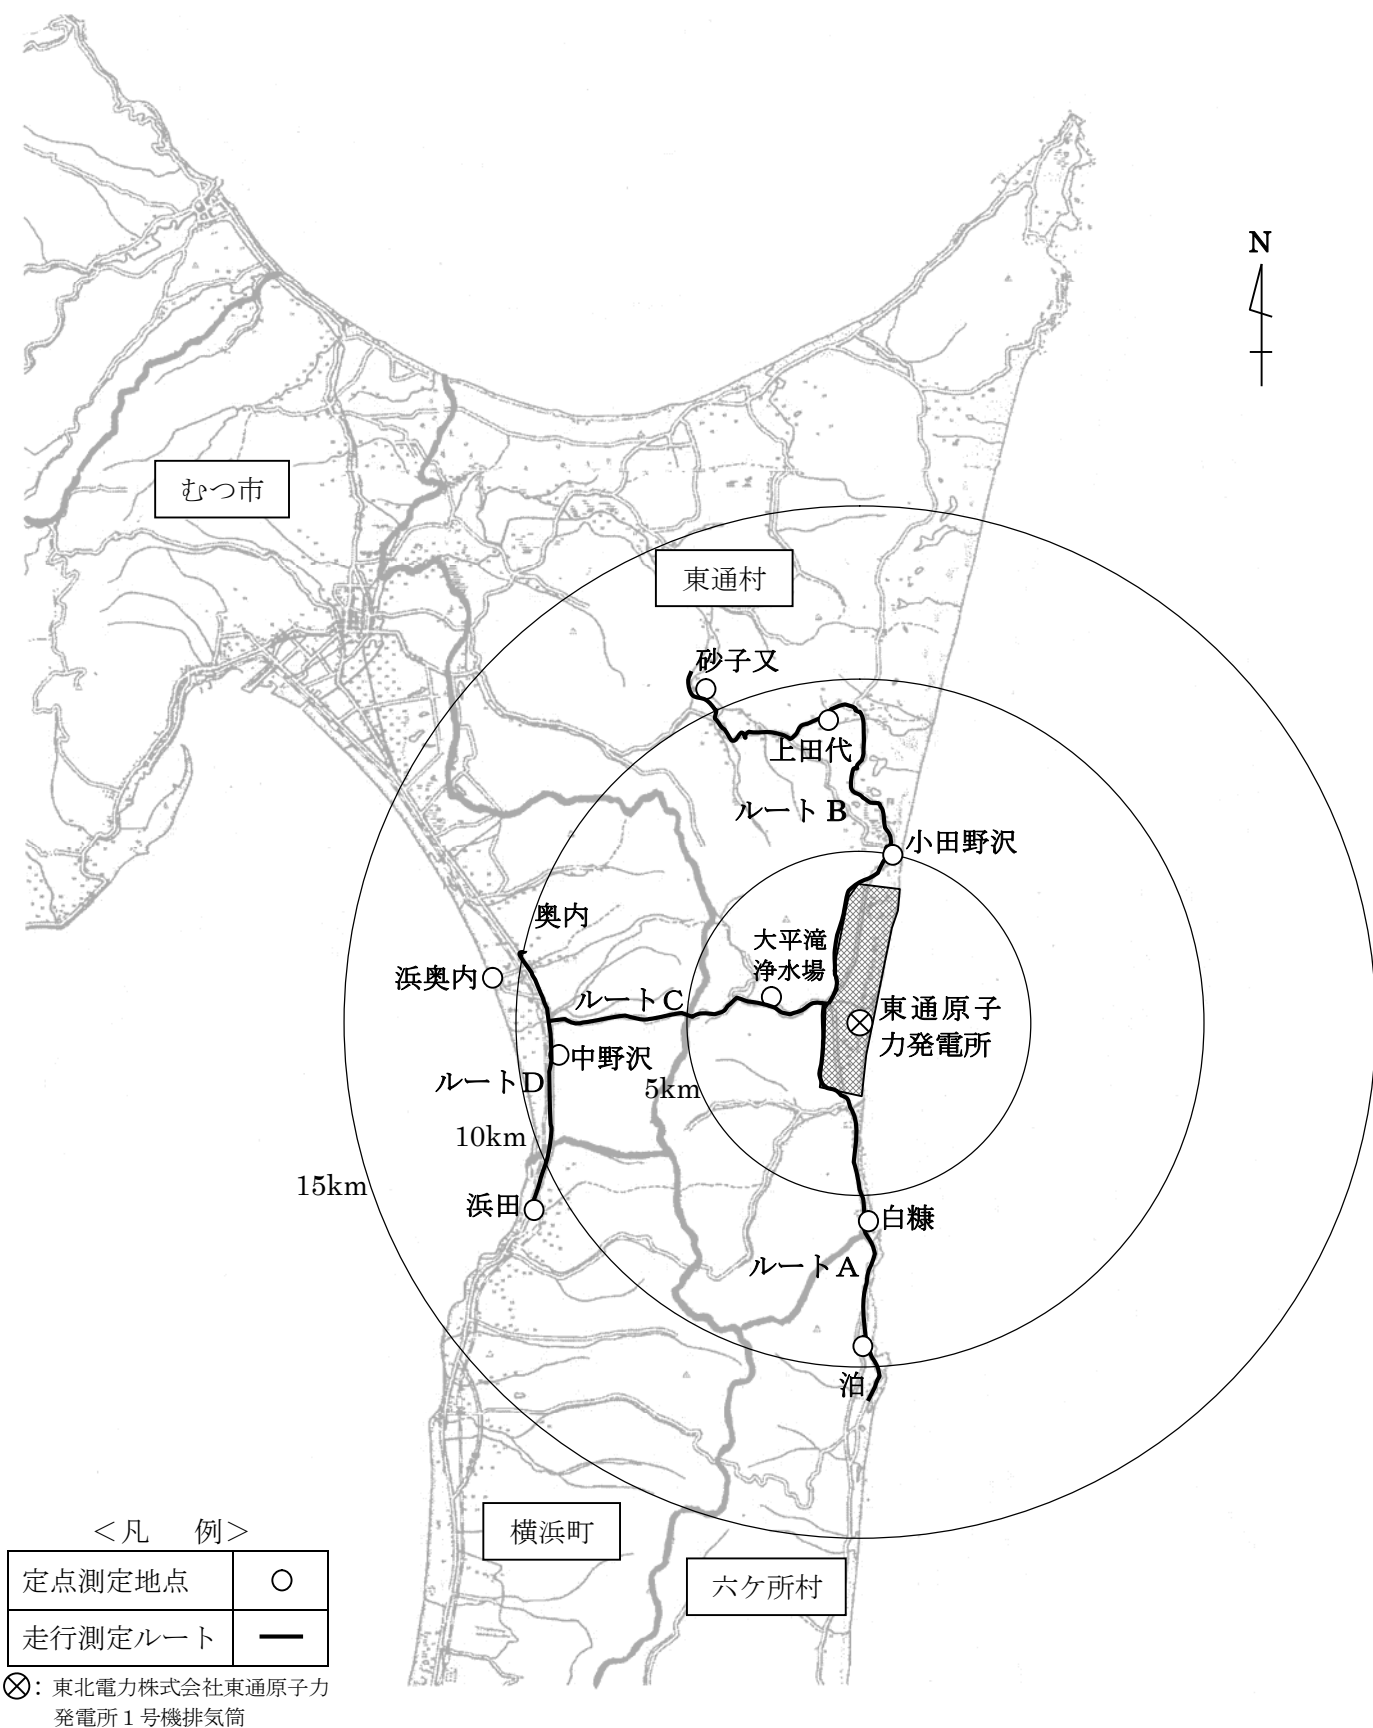 N
むつ市
東通村
砂子又
上田代
ルートB
小田野沢
奥内
大平滝
浄水場
浜奥内
ルートC
東通原子
力発電所
中野沢
ルートD
5km
10km
15km
浜田
白糠
ルートA
泊
横浜町
六ケ所村
＜凡　例＞
定点測定地点 ○
走行測定ルート
⊗：東北電力株式会社東通原子力
発電所１号機排気筒